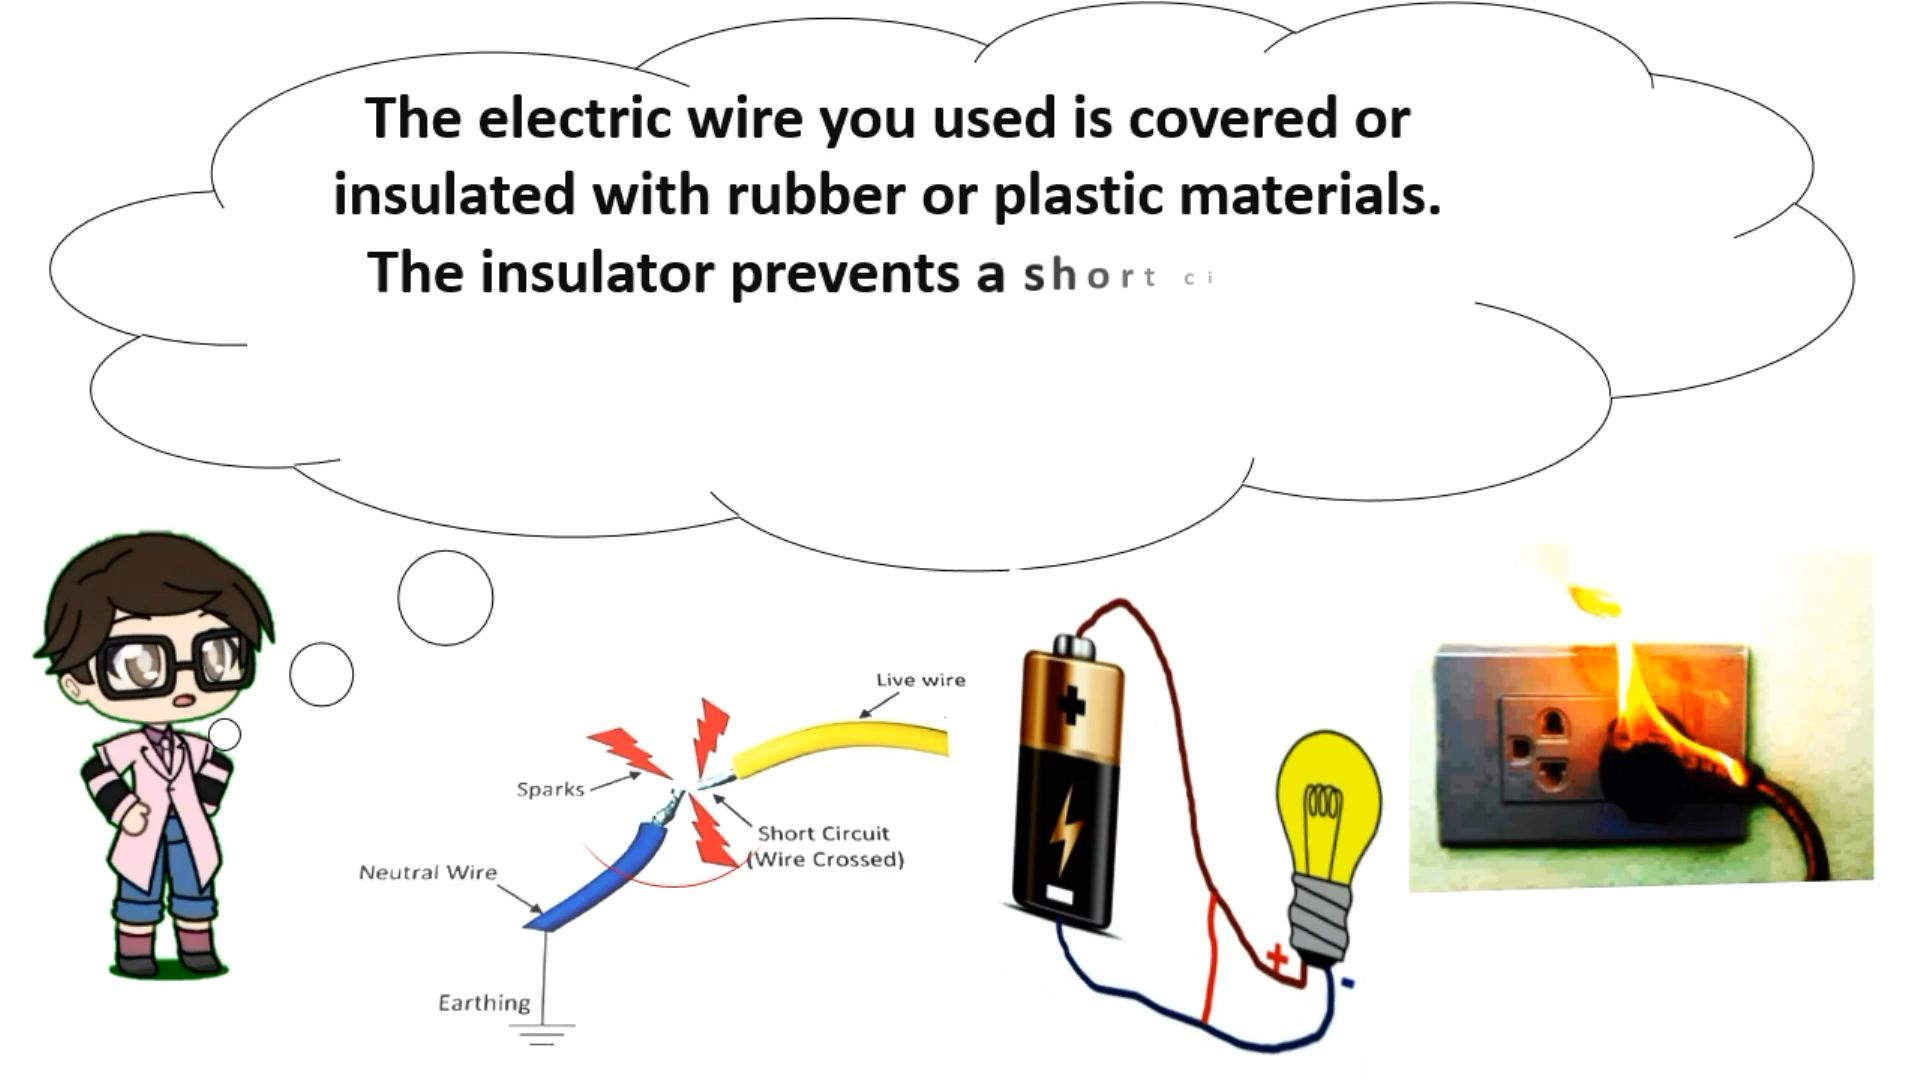 The electric wire you used is covered or
insulated with rubber or plastic materials.
The insulator prevents a short ci
Live wire
Sparks
Short Circuit
(Wire Crossed)
Neutral Wire
Earthing
+
-